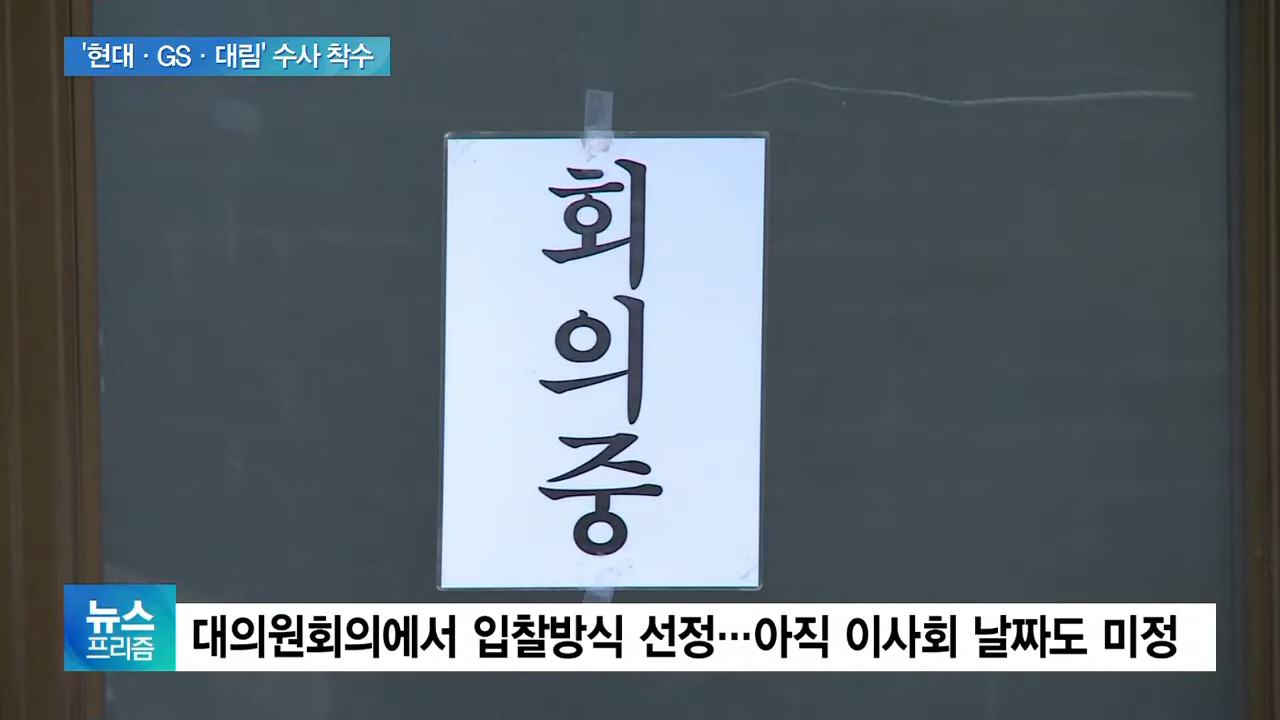 '현대·GS·대림' 수사 착수
회
의
중
뉴스
프리즘
대의원회의에서 입찰방식 선정…아직 이사회 날짜도 미정